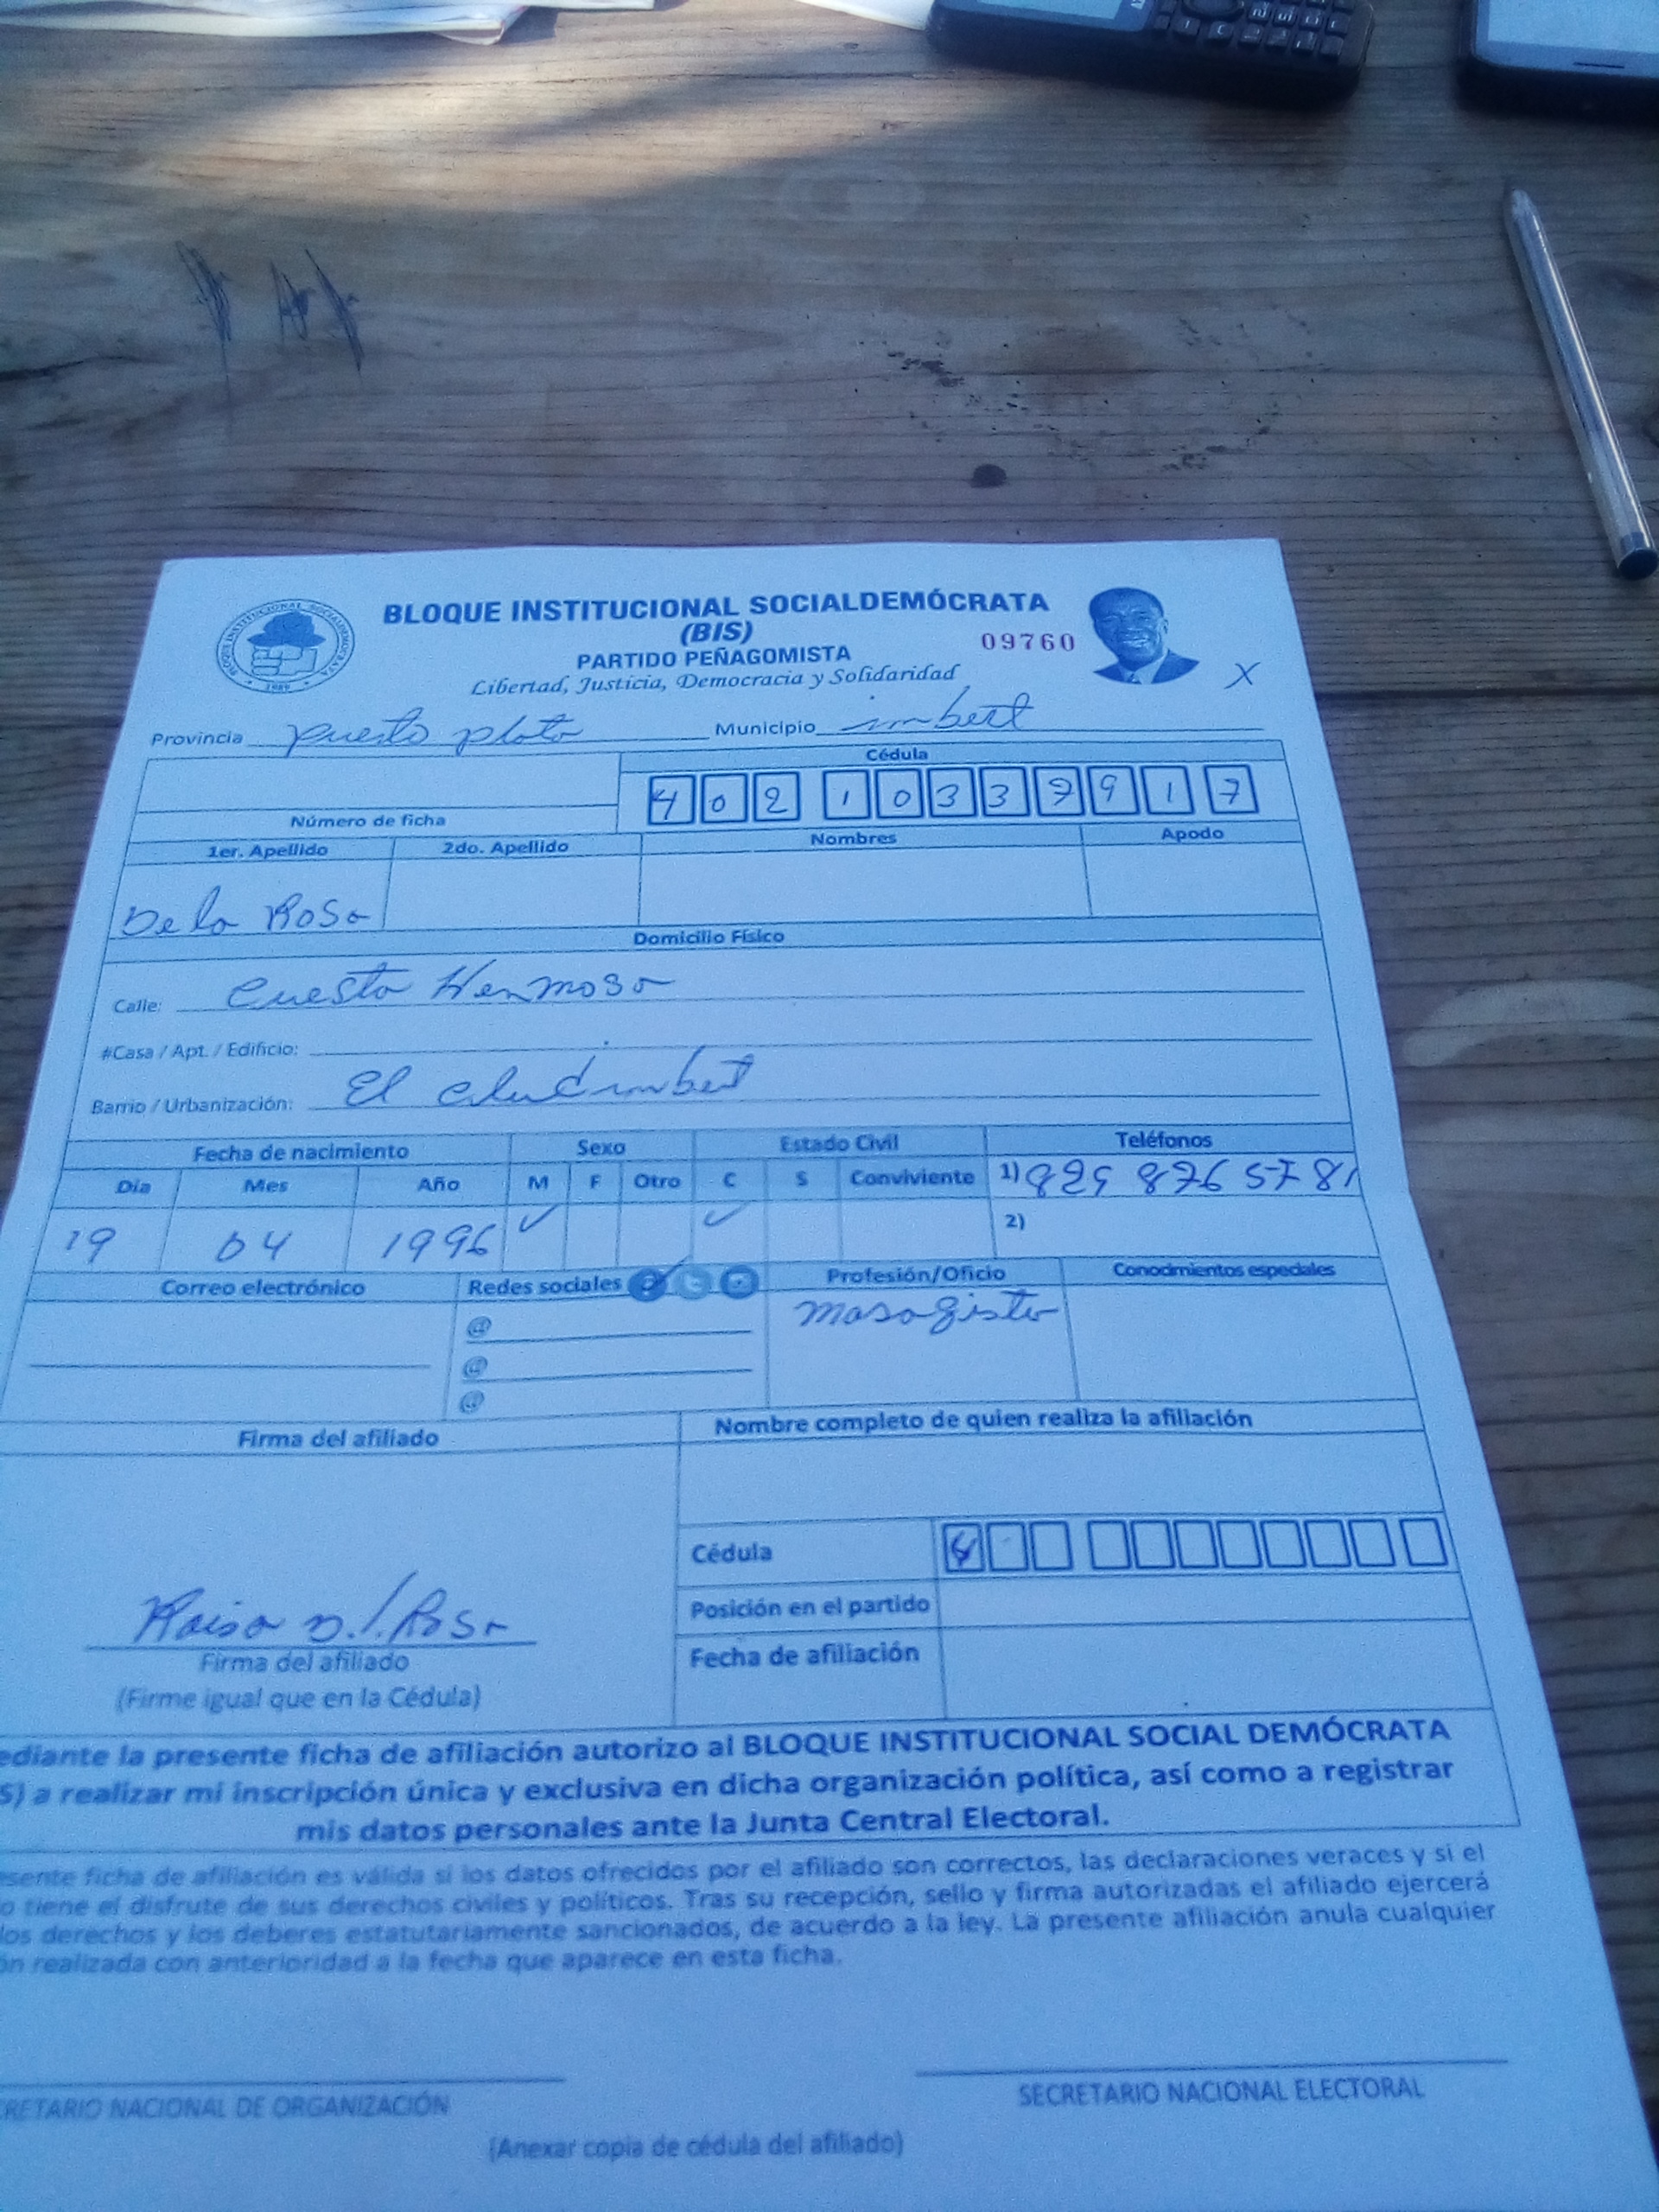 BLOQUE INSTITUCIONAL SOCIALDEMÓCRATA
(BIS)
PARTIDO PEÑAGOMISTA
09760
Libertad, Justicia, Democracia y Solidaridad
X
BLOQUE INSTITUCIONAL SOCIALDEMOCRATA
1989
Provincia puerto plata Municipio imbert
Cédula
4 0 2 1 0 3 3 7 9 1 7
Número de ficha
1er. Apellido 2do. Apellido Nombres Apodo
De la Rosa
Domicilio Físico
Calle: Cuesta Hermosa
#Casa / Apt. / Edificio:
Barrio / Urbanización: El
Fecha de nacimiento Sexo Estado Civil Teléfonos
Día Mes Año M F Otro C S Conviviente 1) 829 876 5781
19 04 1996 ✓ ✓ 2)
Correo electrónico Redes sociales Profesión/Oficio Conocimientos especiales
@ masagista
@
@
Firma del afiliado Nombre completo de quien realiza la afiliación
Cédula
Raisa D.l.Rosa Posición en el partido
Firma del afiliado Fecha de afiliación
(Firme igual que en la Cédula)
ediante la presente ficha de afiliación autorizo al BLOQUE INSTITUCIONAL SOCIAL DEMÓCRATA
S) a realizar mi inscripción única y exclusiva en dicha organización política, así como a registrar
mis datos personales ante la Junta Central Electoral.
esente ficha de afiliación es válida si los datos ofrecidos por el afiliado son correctos, las declaraciones veraces y si el
o tiene el disfrute de sus derechos civiles y políticos. Tras su recepción, sello y firma autorizadas el afiliado ejercerá
los derechos y los deberes estatutariamente sancionados, de acuerdo a la ley. La presente afiliación anula cualquier
ón realizada con anterioridad a la fecha que aparece en esta ficha.
CRETARIO NACIONAL DE ORGANIZACIÓN SECRETARIO NACIONAL ELECTORAL
(Anexar copia de cédula del afiliado)